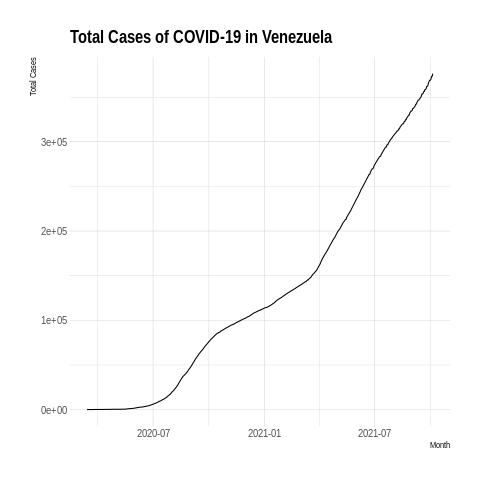 Total Cases of COVID-19 in Venezuela
Total Cases
3e+05
2e+05
1e+05
0e+00
2020-07
2021-01
2021-07
Month